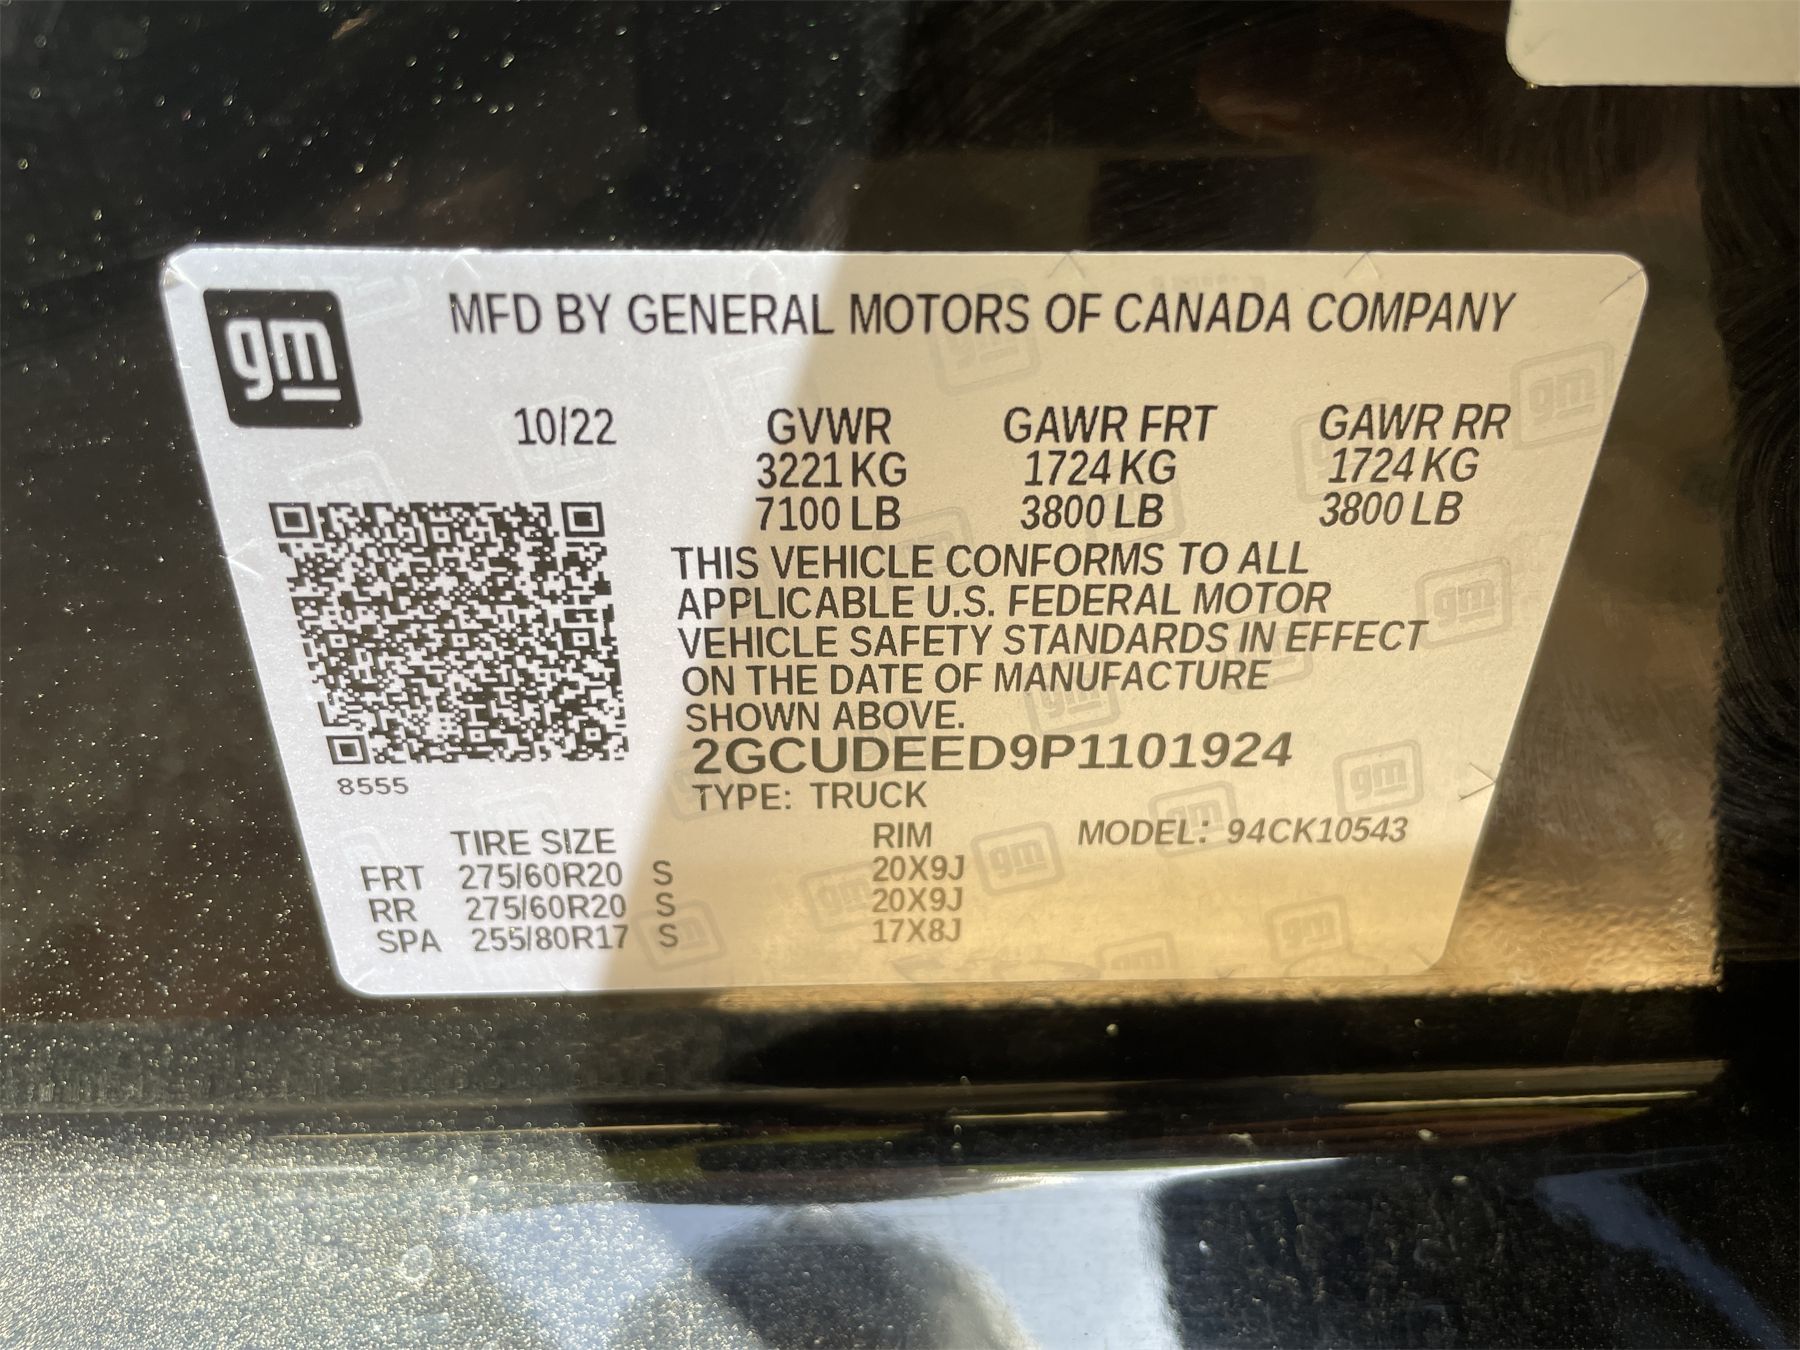 gm
MFD BY GENERAL MOTORS OF CANADA COMPANY
10/22 GVWR GAWR FRT GAWR RR
3221 KG 1724 KG 1724 KG
7100 LB 3800 LB 3800 LB
THIS VEHICLE CONFORMS TO ALL
APPLICABLE U.S. FEDERAL MOTOR
VEHICLE SAFETY STANDARDS IN EFFECT
ON THE DATE OF MANUFACTURE
SHOWN ABOVE.
2GCUDEED9P1101924
8555
TYPE: TRUCK
TIRE SIZE RIM MODEL: 94CK10543
FRT 275/60R20 S 20X9J
RR 275/60R20 S 20X9J
SPA 255/80R17 S 17X8J